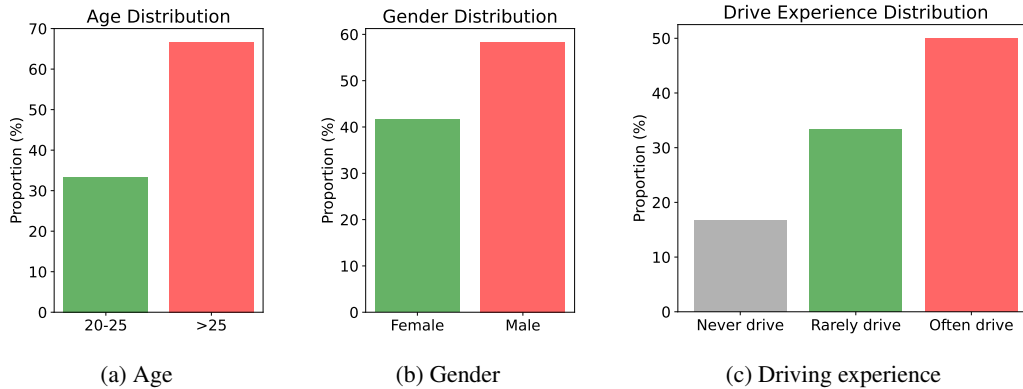 Age Distribution
Proportion (%)
70
60
50
40
30
20
10
0
20-25
>25
(a) Age
Gender Distribution
Proportion (%)
60
50
40
30
20
10
0
Female
Male
(b) Gender
Drive Experience Distribution
Proportion (%)
50
40
30
20
10
0
Never drive
Rarely drive
Often drive
(c) Driving experience